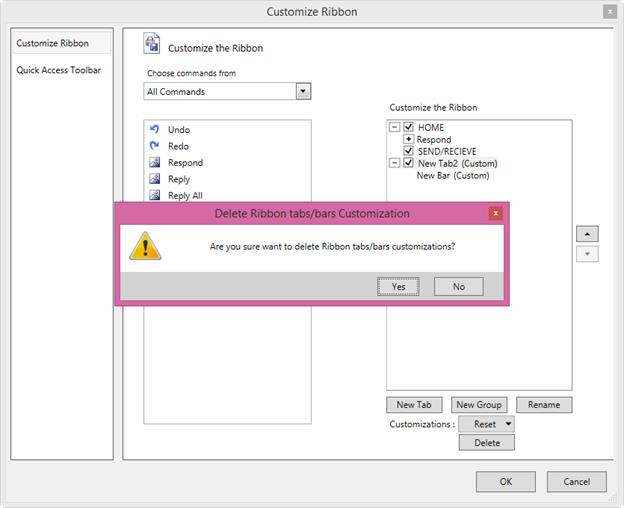 Customize Ribbon
x
Customize Ribbon
Quick Access Toolbar
Customize the Ribbon
Choose commands from
All Commands
Undo
Redo
Respond
Reply
Reply All
Customize the Ribbon
HOME
Respond
SEND/RECIEVE
New Tab2 (Custom)
New Bar (Custom)
Delete Ribbon tabs/bars Customization
x
Are you sure want to delete Ribbon tabs/bars customizations?
Yes No
New Tab New Group Rename
Customizations : Reset
Delete
OK Cancel